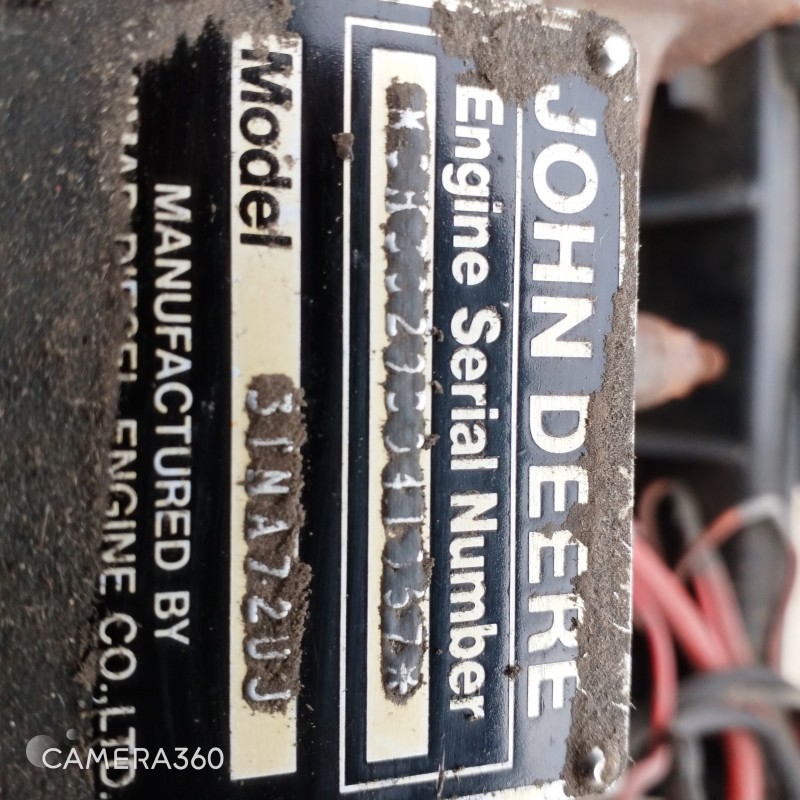 JOHN DEERE
Engine Serial Number
Model 3TNA72UJ
MANUFACTURED BY
DIESEL ENGINE CO.,LTD.
CAMERA360